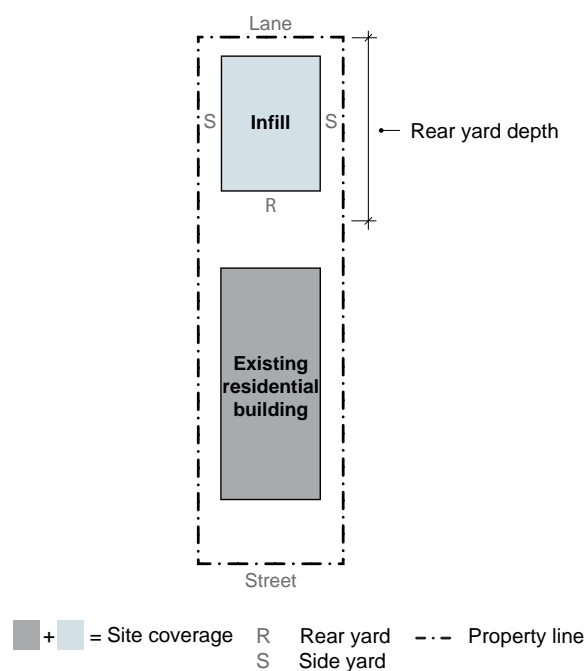 Lane
S
Infill
S
Rear yard depth
R
Existing
residential
building
Street
+ = Site coverage R Rear yard Property line
S Side yard